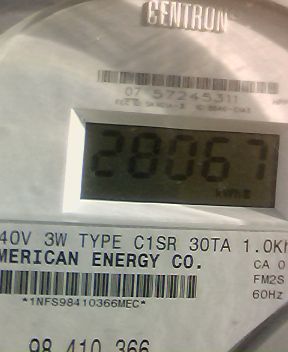 CENTRON
07 57245311
28067
kWh
40V 3W TYPE C1SR 30TA 1.0Kh
MERICAN ENERGY CO.
CA 0
FM2S
*1NFS98410366MEC*
60Hz
98 410 366